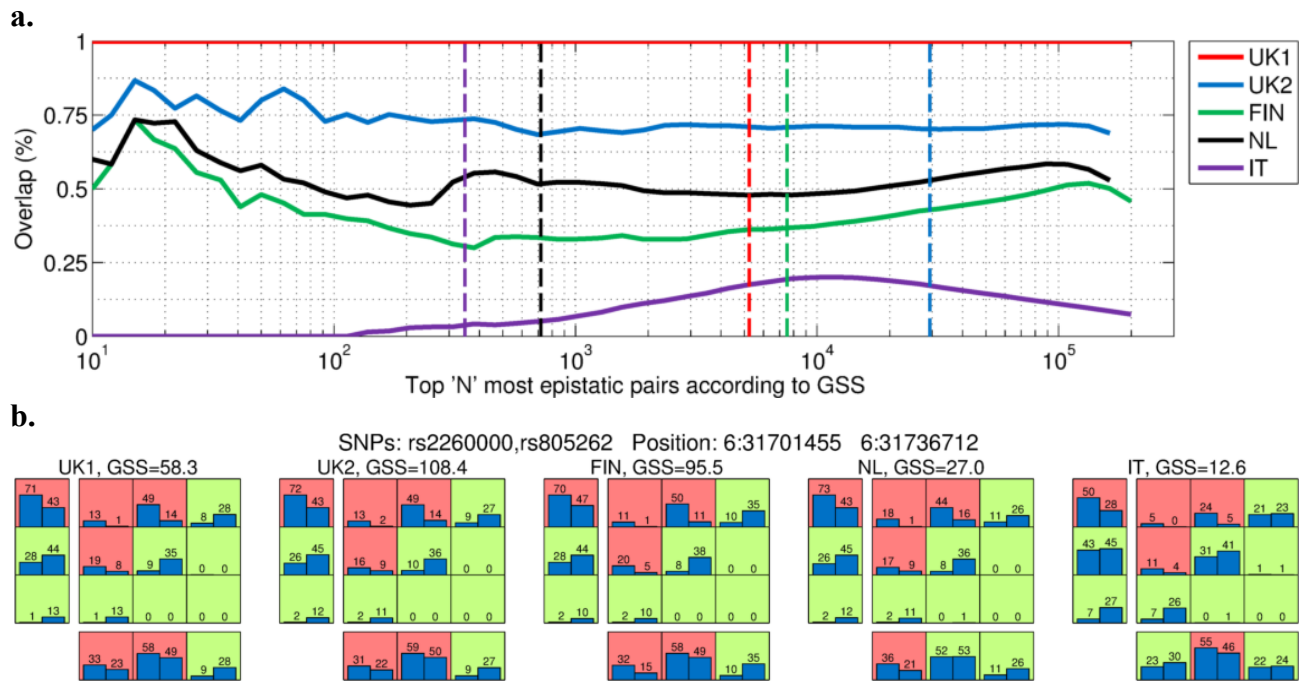 a.
1
0.75
0.5
0.25
0
Overlap (%)
10^1 10^2 10^3 10^4 10^5
Top 'N' most epistatic pairs according to GSS
UK1
UK2
FIN
NL
IT
b.
SNPs: rs2260000,rs805262 Position: 6:31701455 6:31736712
UK1, GSS=58.3 UK2, GSS=108.4 FIN, GSS=95.5 NL, GSS=27.0 IT, GSS=12.6
71 43 13 1 49 14 8 28 72 43 13 2 49 14 9 27 70 47 11 1 50 11 10 35 73 43 18 1 44 16 11 26 50 28 5 0 24 5 21 23
28 44 19 8 9 35 0 0 26 45 16 9 10 36 0 0 28 44 20 5 8 38 0 0 26 45 17 9 8 36 0 0 43 45 11 4 31 41 1 1
1 13 1 13 0 0 0 0 2 12 2 11 0 0 0 0 2 10 2 10 0 0 0 0 2 12 2 11 0 1 0 0 7 27 7 26 0 1 0 0
33 23 58 49 9 28 31 22 59 50 9 27 32 15 58 49 10 35 36 21 52 53 11 26 23 30 55 46 22 24